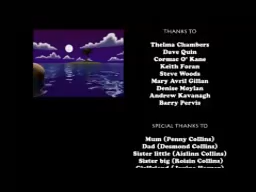 THANKS TO
Thelma Chambers
Dave Quin
Cormac O' Kane
Keith Foran
Steve Woods
Mary Avril Gillan
Denise Moylan
Andrew Kavanagh
Barry Purvis
SPECIAL THANKS TO
Mum (Penny Collins)
Dad (Desmond Collins)
Sister little (Aislinn Collins)
Sister big (Roisin Collins)